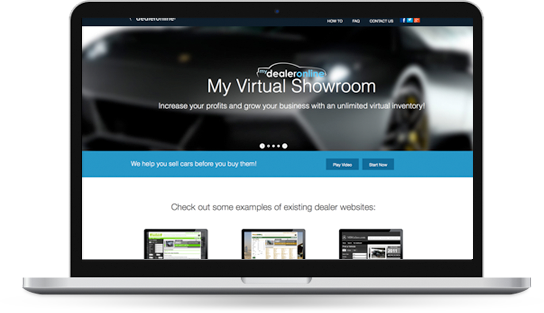 dealeronline
HOW TO FAQ CONTACT US
mydealeronline
My Virtual Showroom
Increase your profits and grow your business with an unlimited virtual inventory!
We help you sell cars before you buy them!
Play Video Start Now
Check out some examples of existing dealer websites:
2011